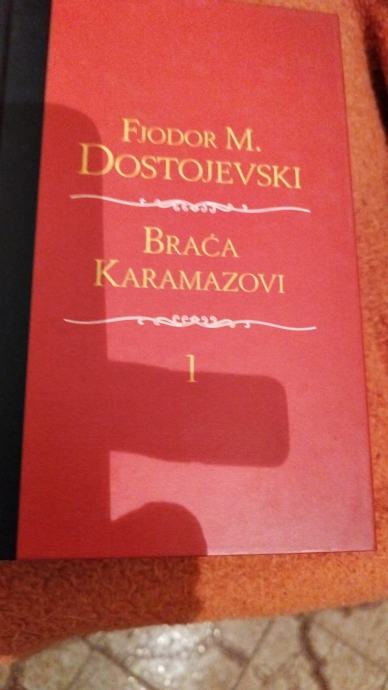 FJODOR M.
DOSTOJEVSKI
BRAĆA
KARAMAZOVI
1